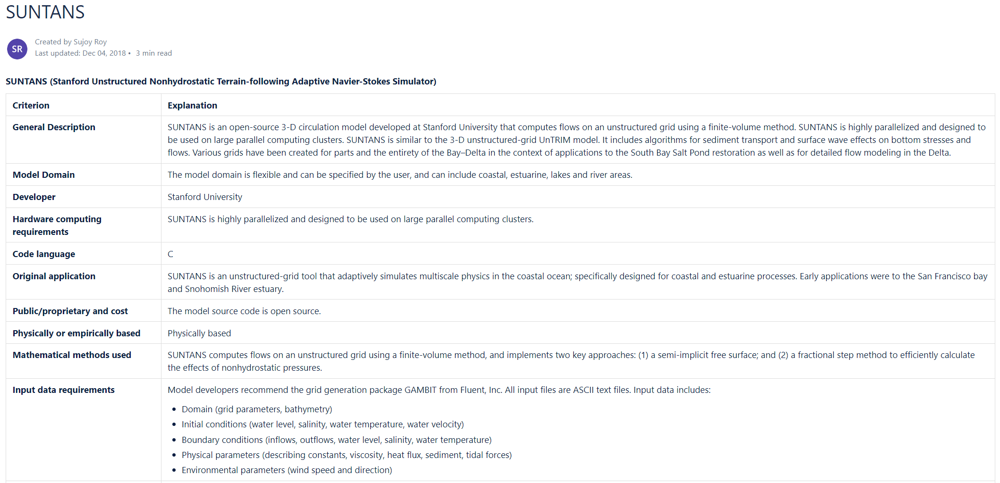 SUNTANS
SR
Created by Sujoy Roy
Last updated: Dec 04, 2018 • 3 min read
SUNTANS (Stanford Unstructured Nonhydrostatic Terrain-following Adaptive Navier-Stokes Simulator)
Criterion
Explanation
General Description
SUNTANS is an open-source 3-D circulation model developed at Stanford University that computes flows on an unstructured grid using a finite-volume method. SUNTANS is highly parallelized and designed to
be used on large parallel computing clusters. SUNTANS is similar to the 3-D unstructured-grid UnTRIM model. It includes algorithms for sediment transport and surface wave effects on bottom stresses and
flows. Various grids have been created for parts and the entirety of the Bay–Delta in the context of applications to the South Bay Salt Pond restoration as well as for detailed flow modeling in the Delta.
Model Domain
The model domain is flexible and can be specified by the user, and can include coastal, estuarine, lakes and river areas.
Developer
Stanford University
Hardware computing
requirements
SUNTANS is highly parallelized and designed to be used on large parallel computing clusters.
Code language
C
Original application
SUNTANS is an unstructured-grid tool that adaptively simulates multiscale physics in the coastal ocean; specifically designed for coastal and estuarine processes. Early applications were to the San Francisco bay
and Snohomish River estuary.
Public/proprietary and cost
The model source code is open source.
Physically or empirically based
Physically based
Mathematical methods used
SUNTANS computes flows on an unstructured grid using a finite-volume method, and implements two key approaches: (1) a semi-implicit free surface; and (2) a fractional step method to efficiently calculate
the effects of nonhydrostatic pressures.
Input data requirements
Model developers recommend the grid generation package GAMBIT from Fluent, Inc. All input files are ASCII text files. Input data includes:
• Domain (grid parameters, bathymetry)
• Initial conditions (water level, salinity, water temperature, water velocity)
• Boundary conditions (inflows, outflows, water level, salinity, water temperature)
• Physical parameters (describing constants, viscosity, heat flux, sediment, tidal forces)
• Environmental parameters (wind speed and direction)